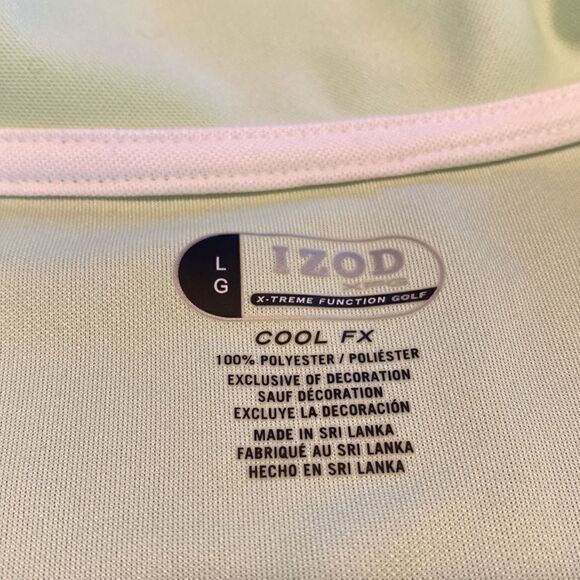 L
G
IZOD
X-TREME FUNCTION GOLF
COOL FX
100% POLYESTER / POLIÉSTER
EXCLUSIVE OF DECORATION
SAUF DÉCORATION
EXCLUYE LA DECORACIÓN
MADE IN SRI LANKA
FABRIQUÉ AU SRI LANKA
HECHO EN SRI LANKA